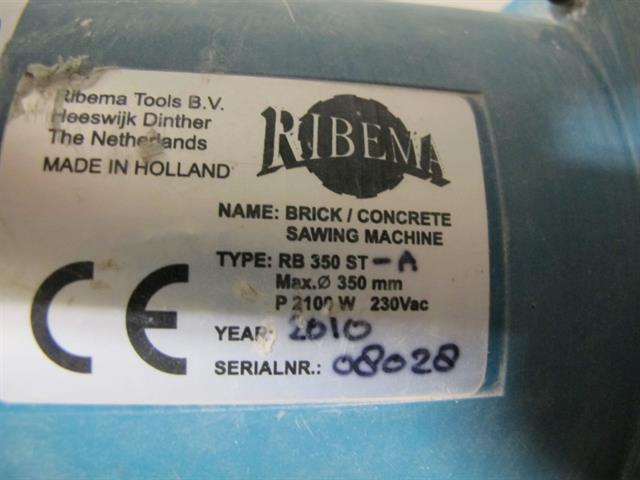 Ribema Tools B.V.
Heeswijk Dinther
The Netherlands
MADE IN HOLLAND
RIBEMA
NAME: BRICK / CONCRETE
SAWING MACHINE
TYPE: RB 350 ST -A
Max.Ø 350 mm
P 2100 W 230Vac
CE
YEAR: 2010
SERIALNR.: 08028